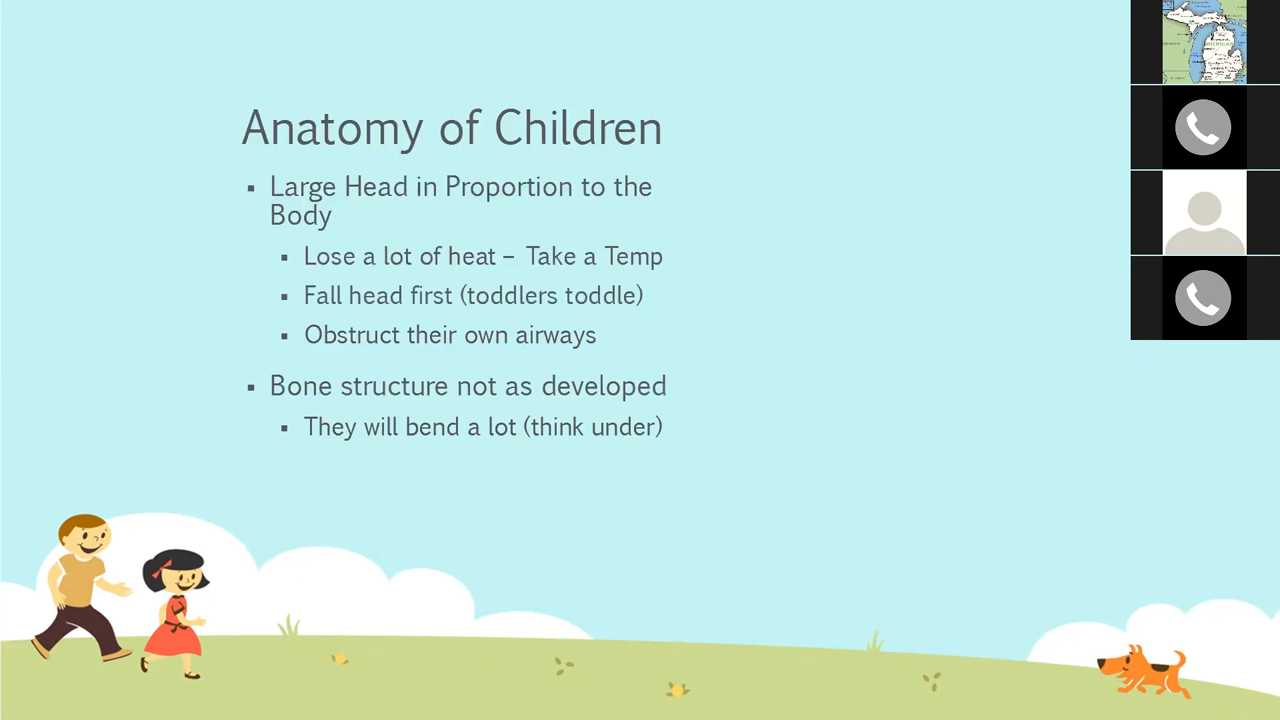 Anatomy of Children
▪ Large Head in Proportion to the
Body
▪ Lose a lot of heat – Take a Temp
▪ Fall head first (toddlers toddle)
▪ Obstruct their own airways
▪ Bone structure not as developed
▪ They will bend a lot (think under)